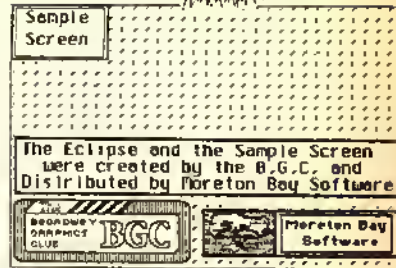 Sample
Screen
The Eclipse and the Sample Screen
were created by the B.G.C. and
Distributed by Moreton Bay Software
BROADWAY
GRAPHICS
CLUB
BGC
Moreton Bay
Software